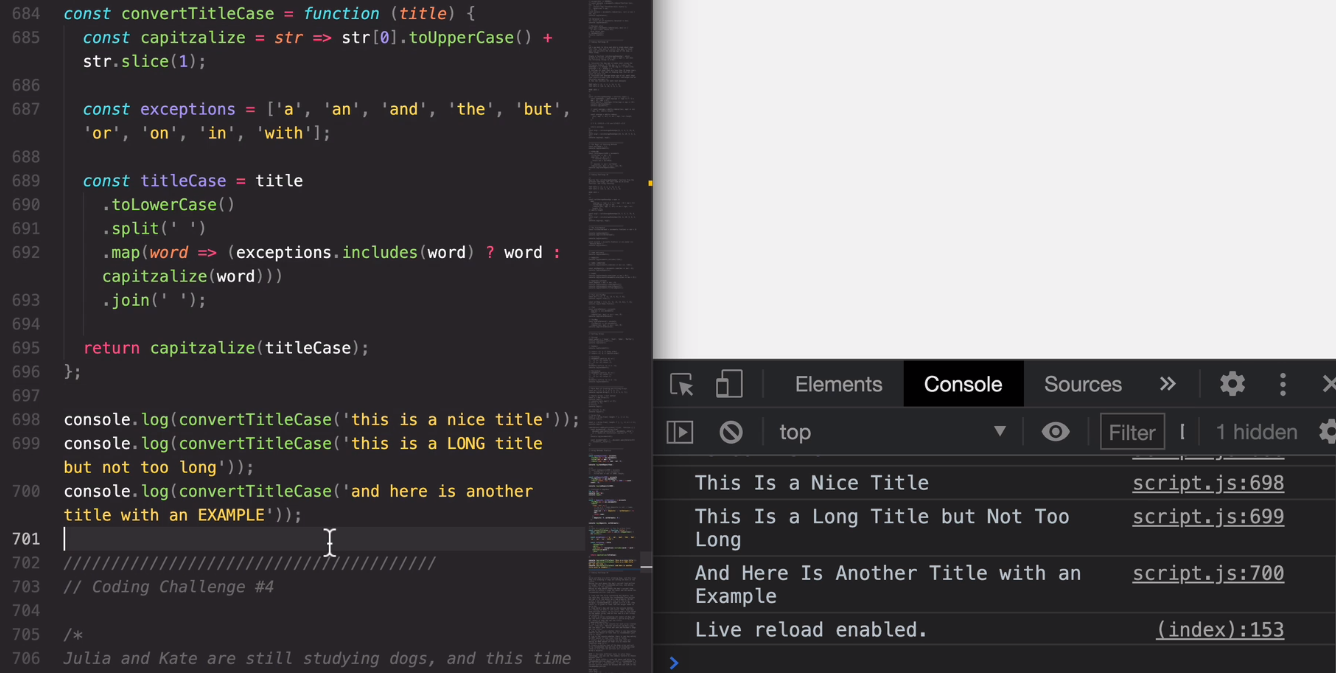 684 const convertTitleCase = function (title) {
685 const capitzalize = str => str[0].toUpperCase() +
str.slice(1);
686
687 const exceptions = ['a', 'an', 'and', 'the', 'but',
'or', 'on', 'in', 'with'];
688
689 const titleCase = title
690 .toLowerCase()
691 .split(' ')
692 .map(word => (exceptions.includes(word) ? word :
capitzalize(word)))
693 .join(' ');
694
695 return capitzalize(titleCase);
696 };
697
698 console.log(convertTitleCase('this is a nice title'));
699 console.log(convertTitleCase('this is a LONG title
but not too long'));
700 console.log(convertTitleCase('and here is another
title with an EXAMPLE'));
701
702 ///////////////////////////////////////
703 // Coding Challenge #4
704
705 /*
706 Julia and Kate are still studying dogs, and this time
Elements Console Sources
top Filter 1 hidden
This Is a Nice Title script.js:698
This Is a Long Title but Not Too script.js:699
Long
And Here Is Another Title with an script.js:700
Example
Live reload enabled. (index):153